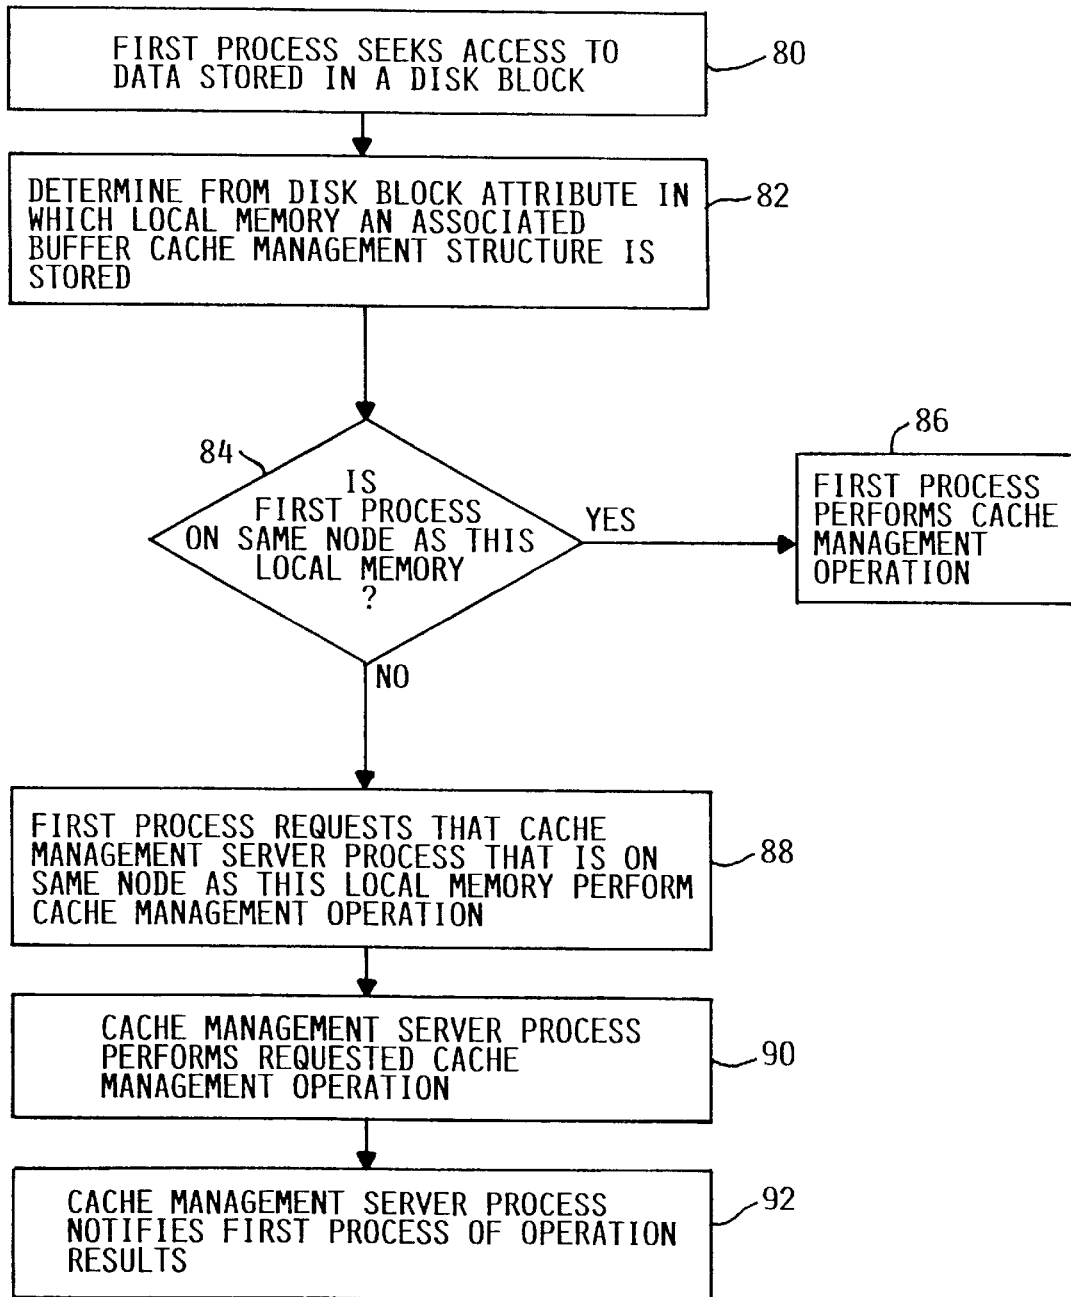 FIRST PROCESS SEEKS ACCESS TO
DATA STORED IN A DISK BLOCK
80
DETERMINE FROM DISK BLOCK ATTRIBUTE IN
WHICH LOCAL MEMORY AN ASSOCIATED
BUFFER CACHE MANAGEMENT STRUCTURE IS
STORED
82
84
IS
FIRST PROCESS
ON SAME NODE AS THIS
LOCAL MEMORY
?
YES
86
FIRST PROCESS
PERFORMS CACHE
MANAGEMENT
OPERATION
NO
FIRST PROCESS REQUESTS THAT CACHE
MANAGEMENT SERVER PROCESS THAT IS ON
SAME NODE AS THIS LOCAL MEMORY PERFORM
CACHE MANAGEMENT OPERATION
88
CACHE MANAGEMENT SERVER PROCESS
PERFORMS REQUESTED CACHE
MANAGEMENT OPERATION
90
CACHE MANAGEMENT SERVER PROCESS
NOTIFIES FIRST PROCESS OF OPERATION
RESULTS
92